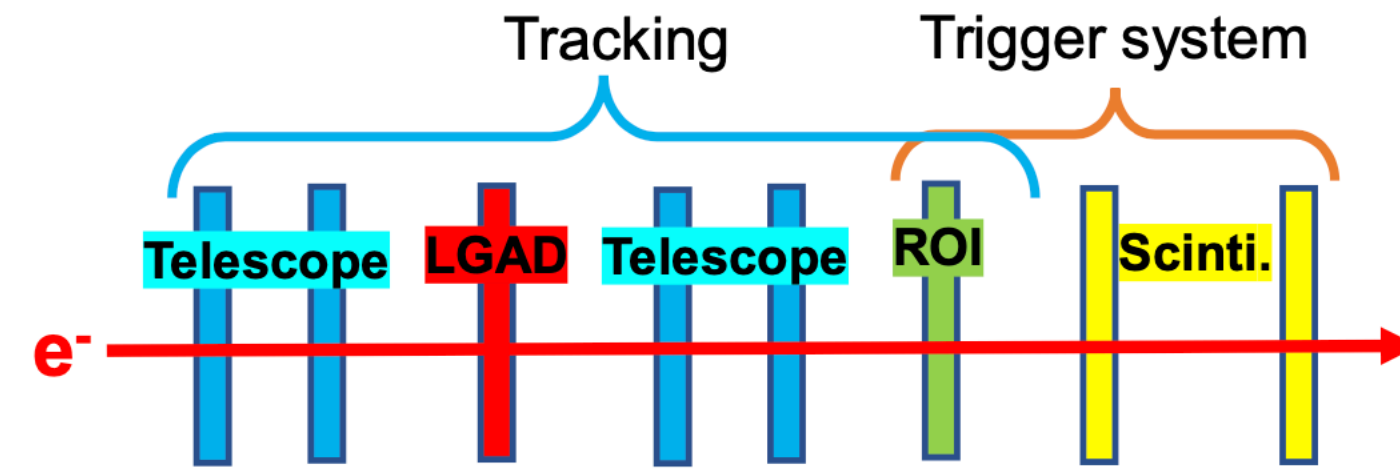 Tracking
Trigger system
Telescope
LGAD
Telescope
ROI
Scinti.
e-